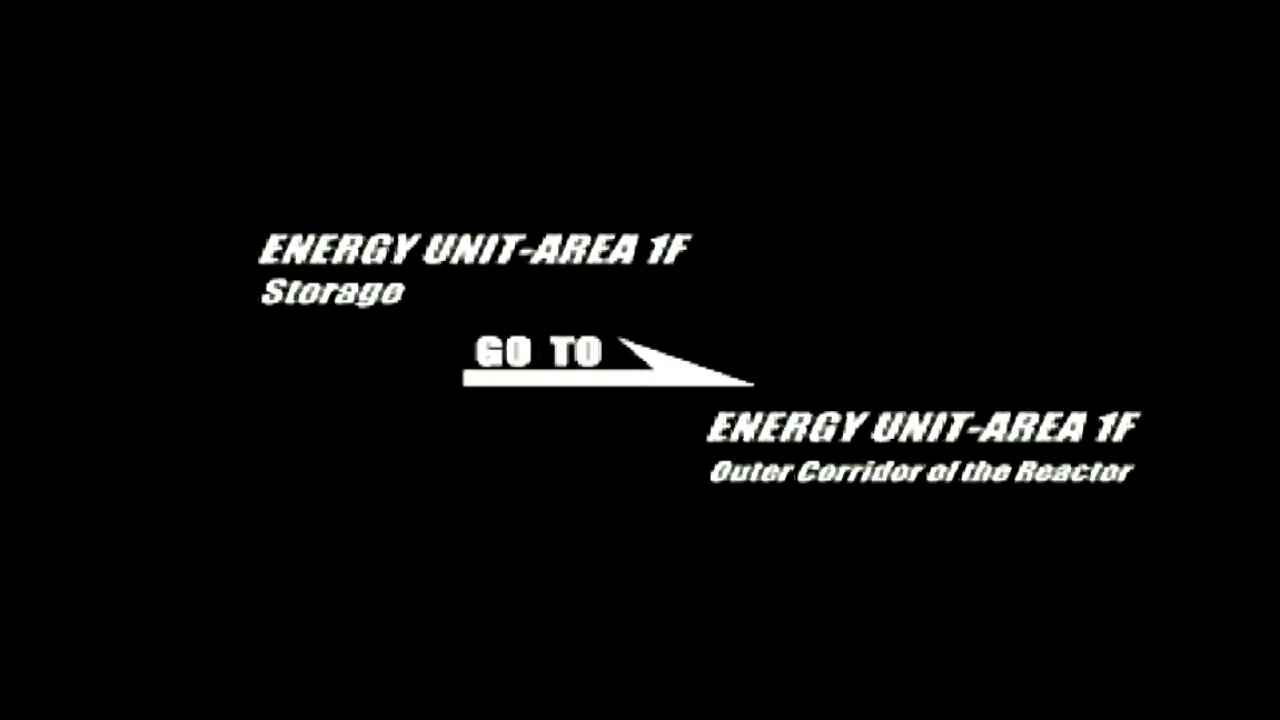 ENERGY UNIT-AREA 1F
Storage
GO TO
ENERGY UNIT-AREA 1F
Outer Corridor of the Reactor